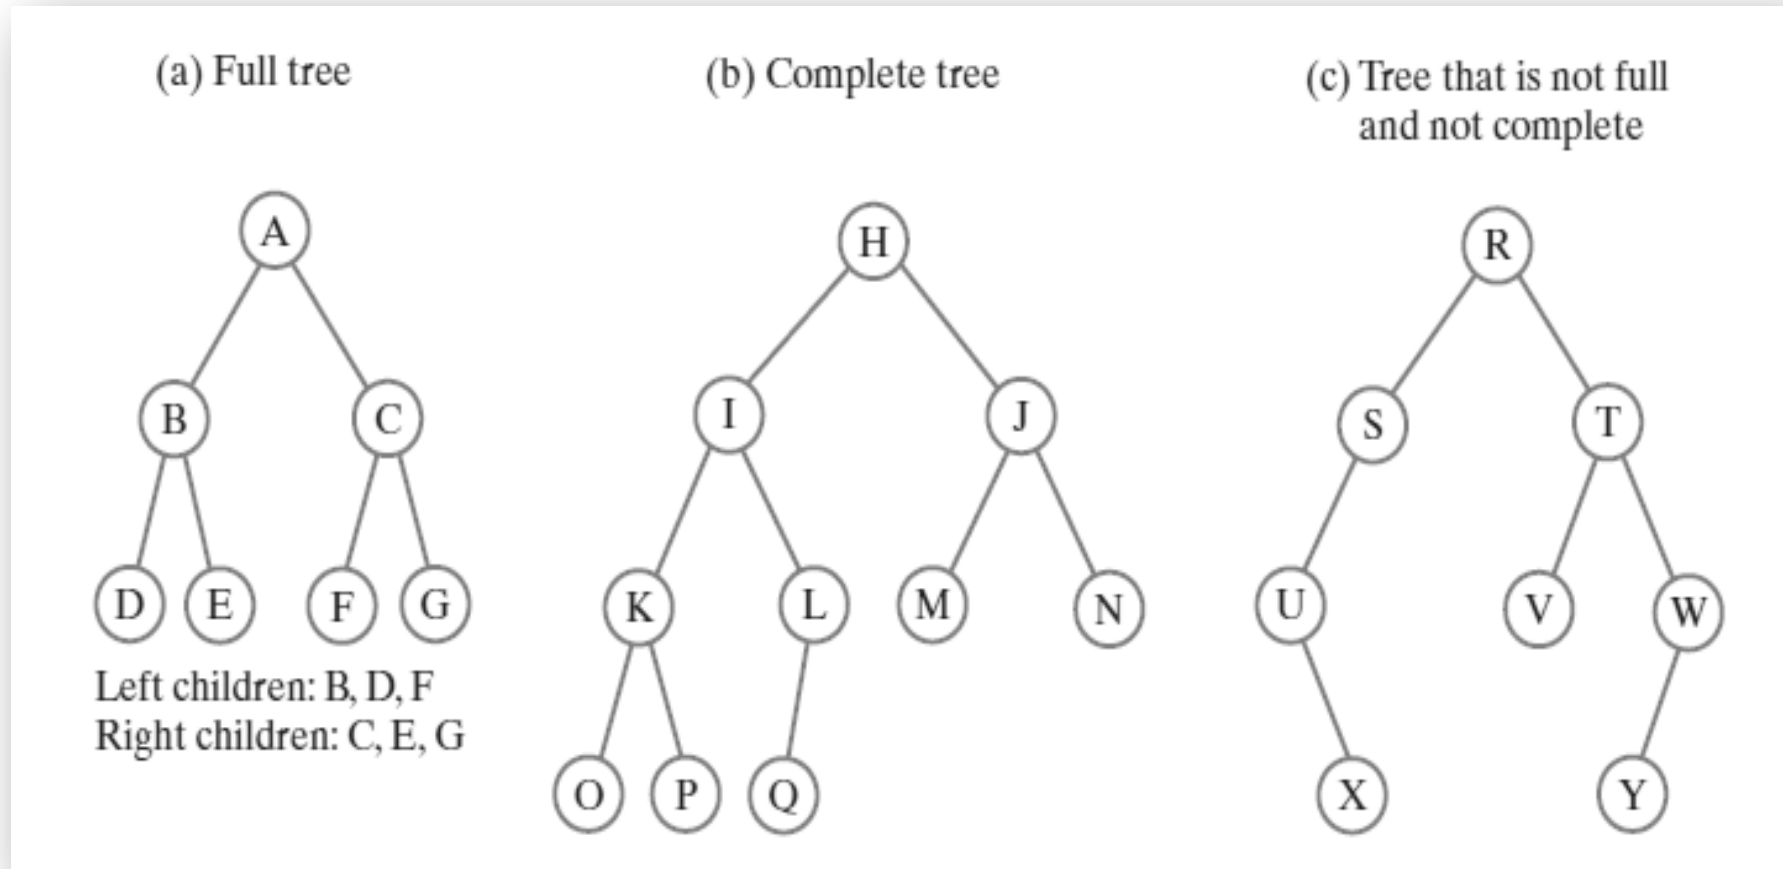 (a) Full tree
(b) Complete tree
(c) Tree that is not full
and not complete
A
B
C
D
E
F
G
Left children: B, D, F
Right children: C, E, G
H
I
J
K
L
M
N
O
P
Q
R
S
T
U
V
W
X
Y